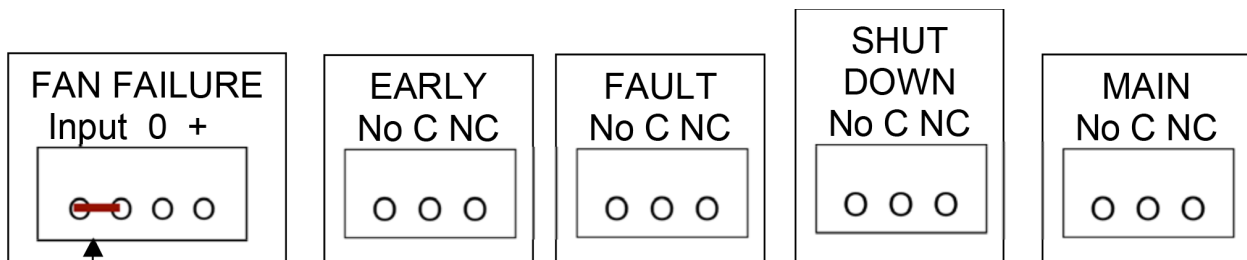 FAN FAILURE
Input 0 +
EARLY
No C NC
FAULT
No C NC
SHUT
DOWN
No C NC
MAIN
No C NC